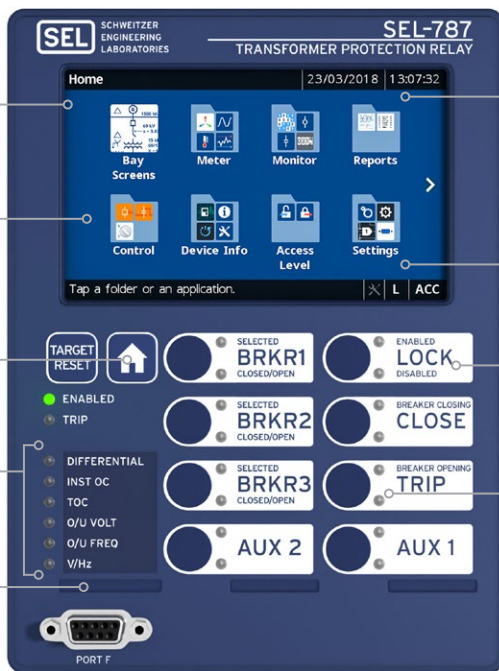 SEL
SCHWEITZER
ENGINEERING
LABORATORIES
SEL-787
TRANSFORMER PROTECTION RELAY
Home
23/03/2018
13:07:32
Bay
Screens
Meter
Monitor
Reports
Control
Device Info
Access
Level
Settings
Tap a folder or an application.
L
ACC
TARGET
RESET
SELECTED
BRKR1
CLOSED/OPEN
ENABLED
LOCK
DISABLED
ENABLED
TRIP
SELECTED
BRKR2
CLOSED/OPEN
BREAKER CLOSING
CLOSE
DIFFERENTIAL
INST OC
TOC
O/U VOLT
O/U FREQ
V/Hz
SELECTED
BRKR3
CLOSED/OPEN
BREAKER OPENING
TRIP
AUX 2
AUX 1
PORT F